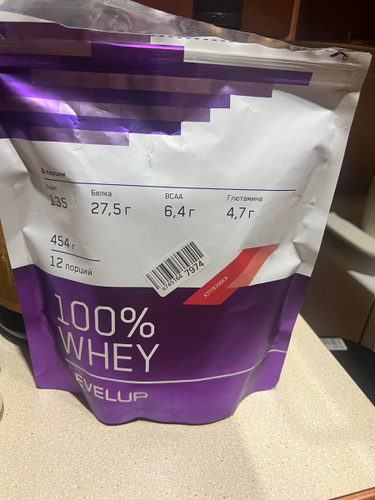 В порции
Ккал
135
Белка
27,5 г
BCAA
6,4 г
Глютамина
4,7 г
454 г
12 порций
7974
КЛУБНИКА
100%
WHEY
LEVELUP